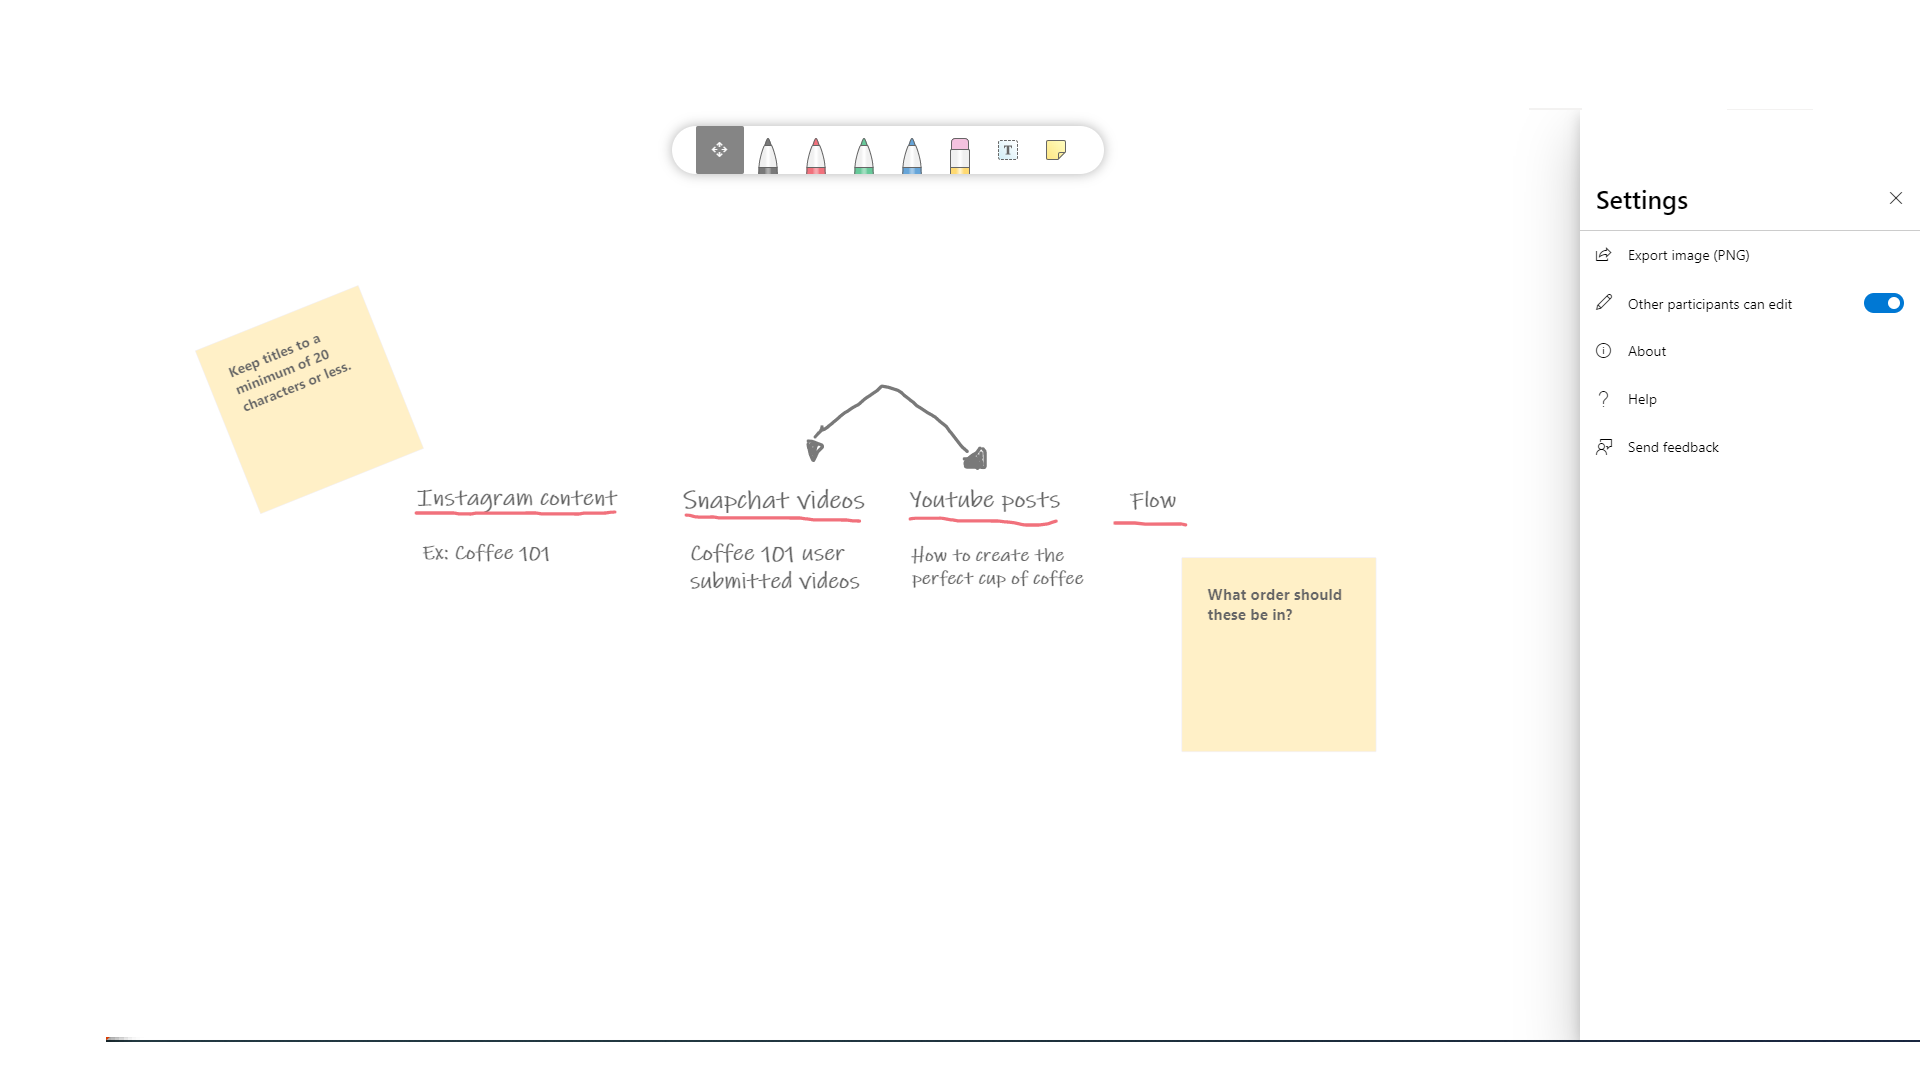 T
Settings
Export image (PNG)
Other participants can edit
About
Help
Send feedback
Keep titles to a
minimum of 20
characters or less.
Instagram content
Ex: Coffee 101
Snapchat videos
Coffee 101 user
submitted videos
Youtube posts
How to create the
perfect cup of coffee
Flow
What order should
these be in?